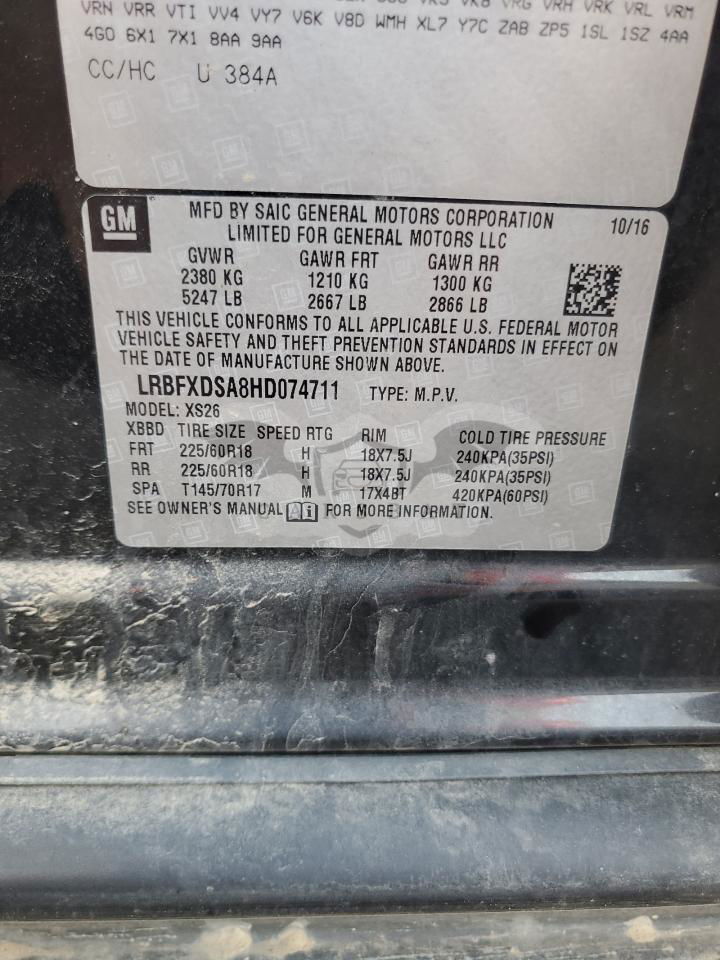 VRN VRR VTI VV4 VY7 V6K V8D WMH XL7 Y7C ZAB ZP5 1SL 1SZ 4AA
4G0 6X1 7X1 8AA 9AA
CC/HC U 384A
GM MFD BY SAIC GENERAL MOTORS CORPORATION 10/16
LIMITED FOR GENERAL MOTORS LLC
GVWR GAWR FRT GAWR RR
2380 KG 1210 KG 1300 KG
5247 LB 2667 LB 2866 LB
THIS VEHICLE CONFORMS TO ALL APPLICABLE U.S. FEDERAL MOTOR
VEHICLE SAFETY AND THEFT PREVENTION STANDARDS IN EFFECT ON
THE DATE OF MANUFACTURE SHOWN ABOVE.
LRBFXDSA8HD074711 TYPE: M.P.V.
MODEL: XS26
XBBD TIRE SIZE SPEED RTG RIM COLD TIRE PRESSURE
FRT 225/60R18 H 18X7.5J 240KPA(35PSI)
RR 225/60R18 H 18X7.5J 240KPA(35PSI)
SPA T145/70R17 M 17X4BT 420KPA(60PSI)
SEE OWNER'S MANUAL FOR MORE INFORMATION.